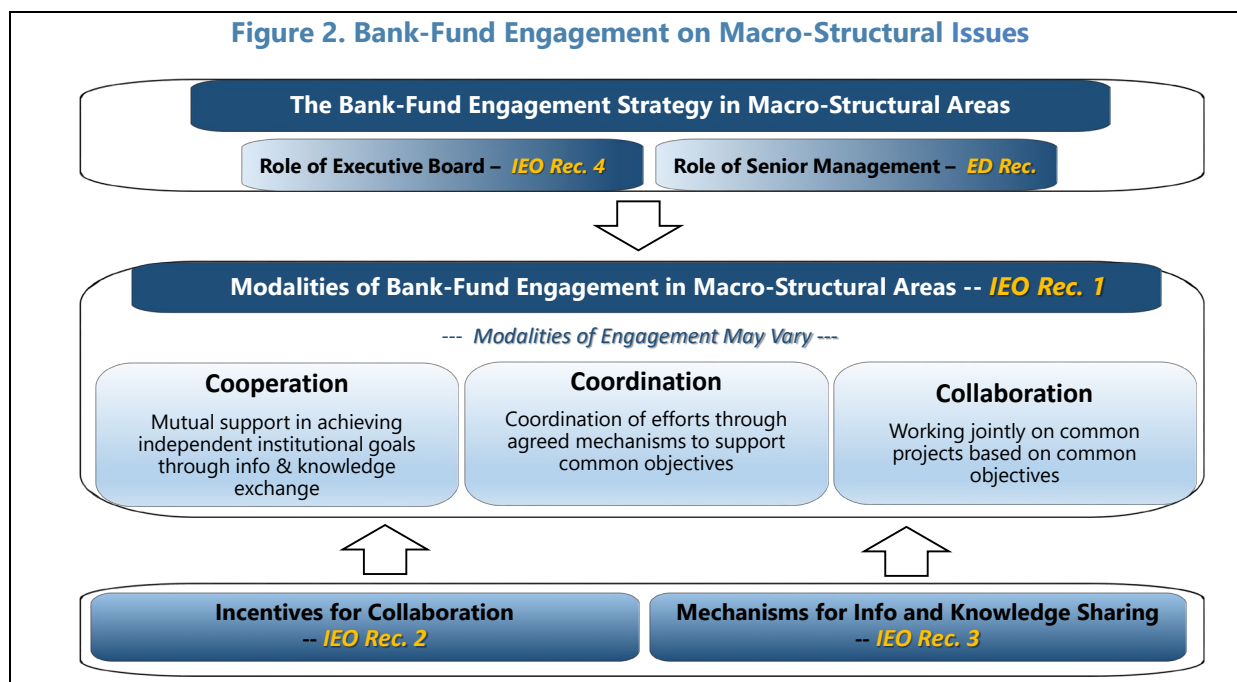 Figure 2. Bank-Fund Engagement on Macro-Structural Issues
The Bank-Fund Engagement Strategy in Macro-Structural Areas
Role of Executive Board – IEO Rec. 4
Role of Senior Management – ED Rec.
Modalities of Bank-Fund Engagement in Macro-Structural Areas -- IEO Rec. 1
--- Modalities of Engagement May Vary ---
Cooperation
Mutual support in achieving
independent institutional goals
through info & knowledge
exchange
Coordination
Coordination of efforts through
agreed mechanisms to support
common objectives
Collaboration
Working jointly on common
projects based on common
objectives
Incentives for Collaboration
-- IEO Rec. 2
Mechanisms for Info and Knowledge Sharing
-- IEO Rec. 3